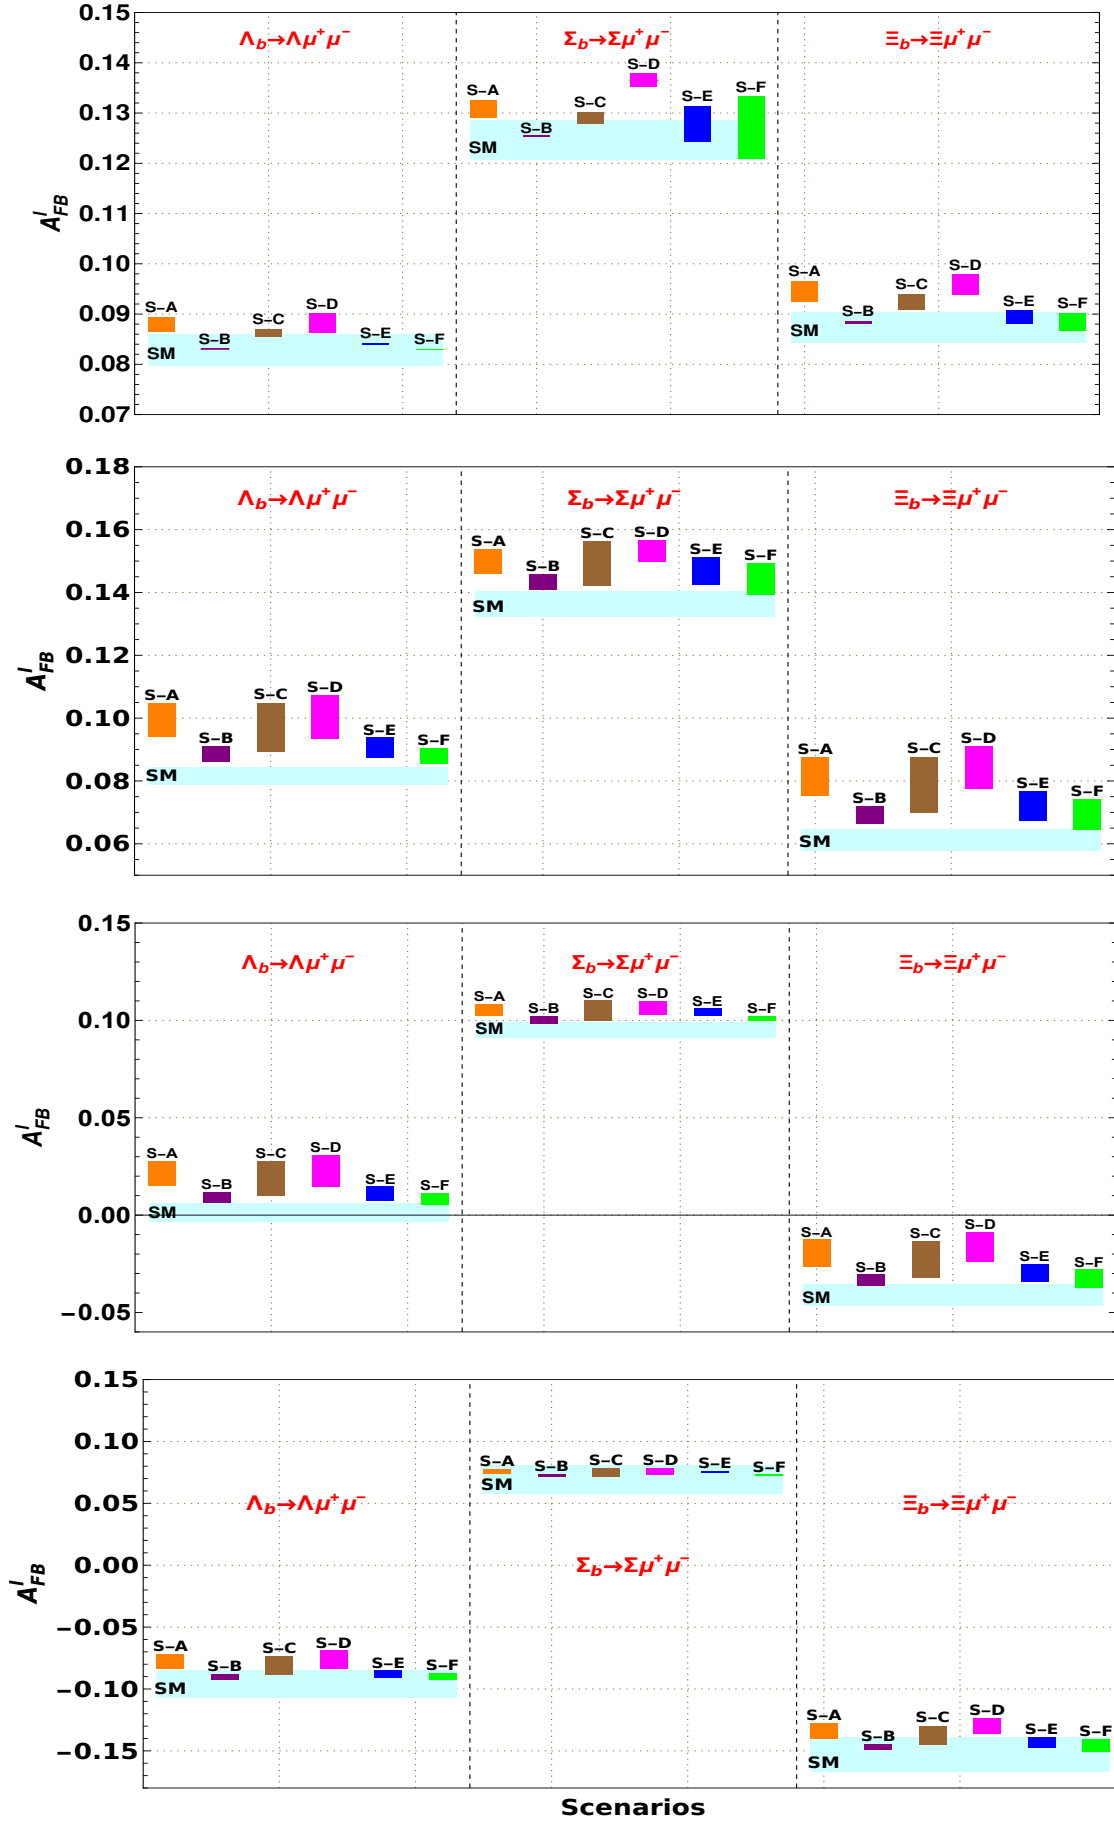 0.15
Λb→Λμ+μ− Σb→Σμ+μ− Ξb→Ξμ+μ−
0.14
S−D
S−A S−C S−E S−F
0.13
S−B
SM
0.12
A^l_FB
0.11
0.10
S−A S−C S−D
S−B S−E S−F
0.09
S−A S−C S−D
SM
S−B S−E S−F
SM
0.08
0.07
0.18
Λb→Λμ+μ− Σb→Σμ+μ− Ξb→Ξμ+μ−
0.16
S−A S−B S−C S−D S−E S−F
0.14
SM
A^l_FB
0.12
S−A S−B S−C S−D S−E S−F
0.10
SM
S−A S−B S−C S−D S−E S−F
0.08
SM
0.06
0.15
Λb→Λμ+μ− Σb→Σμ+μ− Ξb→Ξμ+μ−
S−A S−B S−C S−D S−E S−F
0.10
SM
A^l_FB
0.05
S−A S−B S−C S−D S−E S−F
SM
0.00
S−A S−B S−C S−D S−E S−F
SM
−0.05
0.15
0.10
S−A S−B S−C S−D S−E S−F
SM
0.05
Λb→Λμ+μ− Ξb→Ξμ+μ−
0.00
Σb→Σμ+μ−
A^l_FB
−0.05
S−A S−B S−C S−D S−E S−F
SM
−0.10
S−A S−B S−C S−D S−E S−F
SM
−0.15
Scenarios